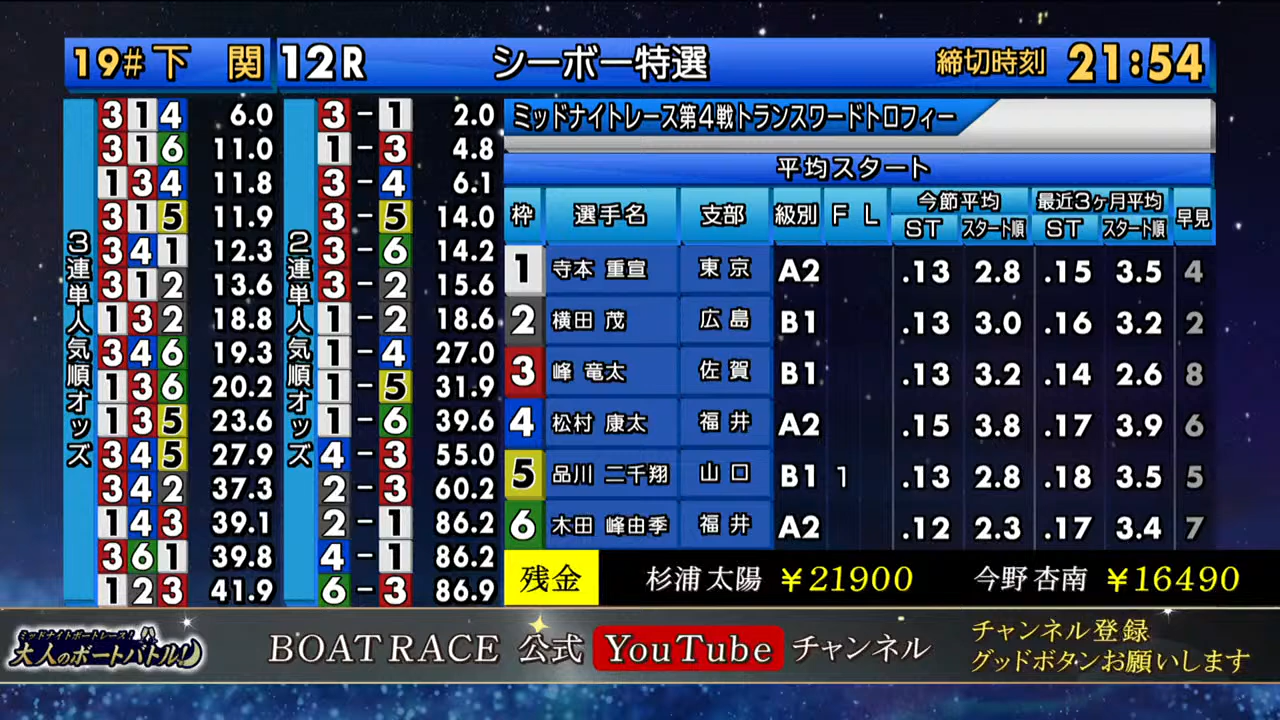 19# 下 関 12R シーボー特選 締切時刻 21:54
3連単人気順オッズ
3 1 4 6.0
3 1 6 11.0
1 3 4 11.8
3 1 5 11.9
3 4 1 12.3
3 1 2 13.6
1 3 2 18.8
3 4 6 19.3
1 3 6 20.2
1 3 5 23.6
3 4 5 27.9
3 4 2 37.3
1 4 3 39.1
3 6 1 39.8
1 2 3 41.9
2連単人気順オッズ
3-1 2.0
1-3 4.8
3-4 6.1
3-5 14.0
3-6 14.2
3-2 15.6
1-2 18.6
1-4 27.0
1-5 31.9
1-6 39.6
4-3 55.0
2-3 60.2
2-1 86.2
4-1 86.2
6-3 86.9
ミッドナイトレース第4戦トランスワードトロフィー
平均スタート
枠 選手名 支部 級別 F L 今節平均 最近3ヶ月平均 早見
ST スタート順 ST スタート順
1 寺本 重宣 東 京 A2 .13 2.8 .15 3.5 4
2 横田 茂 広 島 B1 .13 3.0 .16 3.2 2
3 峰 竜太 佐 賀 B1 .13 3.2 .14 2.6 8
4 松村 康太 福 井 A2 .15 3.8 .17 3.9 6
5 品川 二千翔 山 口 B1 1 .13 2.8 .18 3.5 5
6 木田 峰由季 福 井 A2 .12 2.3 .17 3.4 7
残金 杉浦 太陽 ￥21900 今野 杏南 ￥16490
ミッドナイトボートレース!
大人のボートバトル!
BOAT RACE 公式 YouTube チャンネル
チャンネル登録
グッドボタンお願いします